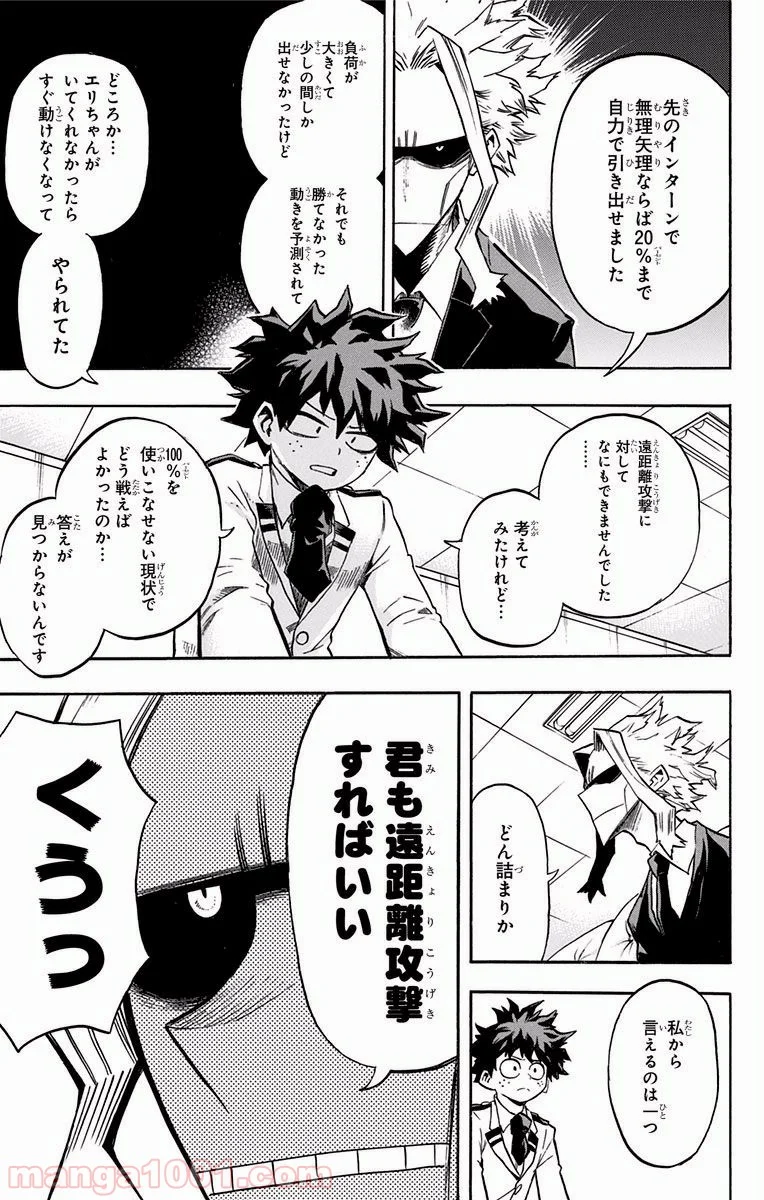 先のインターンで
無理矢理ならば20%まで
自力で引き出せました
負荷が
大きくて
少しの間しか
出せなかったけど
それでも
勝てなかった
動きを予測されて
どころか…
エリちゃんが
いてくれなかったら
すぐ動けなくなって
やられてた
遠距離攻撃に
対して
なにもできませんでした
……
考えて
みたけれど…
100%を
使いこなせない現状で
どう戦えば
よかったのか…
答えが
見つからないんです
どん詰まりか
私から
言えるのは一つ
君も遠距離攻撃
すればいい
くうっ
manga1001.com